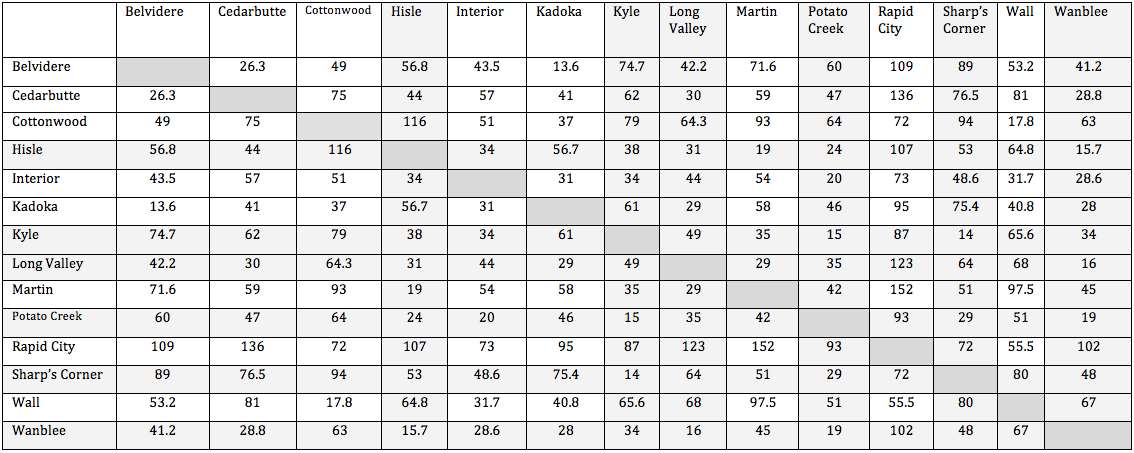 Belvidere Cedarbutte Cottonwood Hisle Interior Kadoka Kyle Long Valley Martin Potato Creek Rapid City Sharp's Corner Wall Wanblee
Belvidere 26.3 49 56.8 43.5 13.6 74.7 42.2 71.6 60 109 89 53.2 41.2
Cedarbutte 26.3 75 44 57 41 62 30 59 47 136 76.5 81 28.8
Cottonwood 49 75 116 51 37 79 64.3 93 64 72 94 17.8 63
Hisle 56.8 44 116 34 56.7 38 31 19 24 107 53 64.8 15.7
Interior 43.5 57 51 34 31 34 44 54 20 73 48.6 31.7 28.6
Kadoka 13.6 41 37 56.7 31 61 29 58 46 95 75.4 40.8 28
Kyle 74.7 62 79 38 34 61 49 35 15 87 14 65.6 34
Long Valley 42.2 30 64.3 31 44 29 49 29 35 123 64 68 16
Martin 71.6 59 93 19 54 58 35 29 42 152 51 97.5 45
Potato Creek 60 47 64 24 20 46 15 35 42 93 29 51 19
Rapid City 109 136 72 107 73 95 87 123 152 93 72 55.5 102
Sharp's Corner 89 76.5 94 53 48.6 75.4 14 64 51 29 72 80 48
Wall 53.2 81 17.8 64.8 31.7 40.8 65.6 68 97.5 51 55.5 80 67
Wanblee 41.2 28.8 63 15.7 28.6 28 34 16 45 19 102 48 67